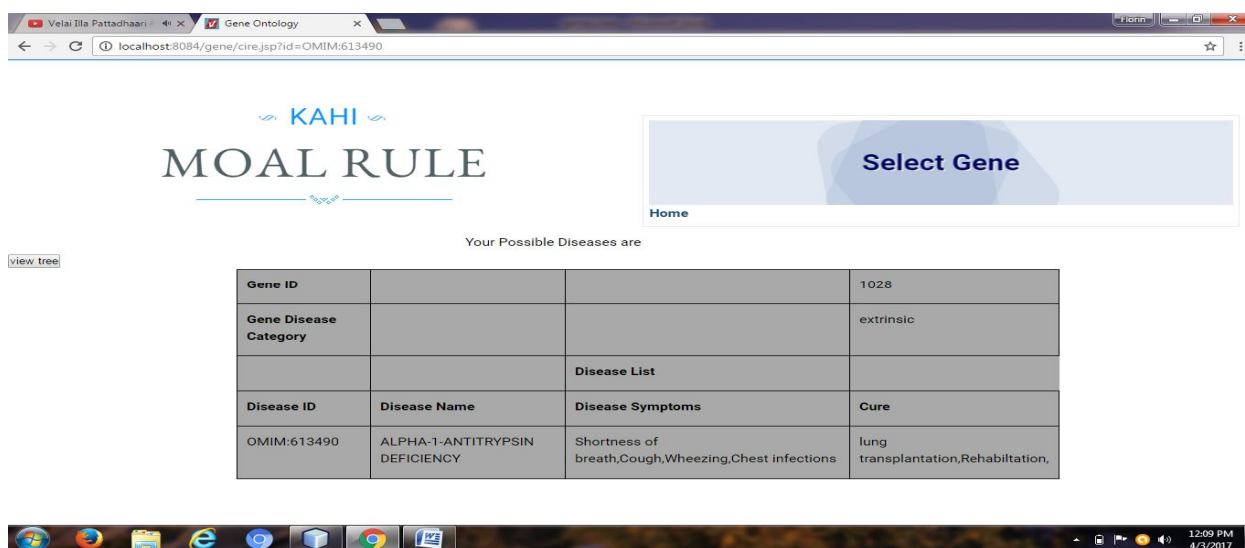 Velai Illa Pattadhaari
Gene Ontology
Fiorin
localhost:8084/gene/cire.jsp?id=OMIM:613490
KAHI
MOAL RULE
Select Gene
Home
Your Possible Diseases are
view tree
Gene ID 1028
Gene Disease extrinsic
Category
Disease List
Disease ID Disease Name Disease Symptoms Cure
OMIM:613490 ALPHA-1-ANTITRYPSIN Shortness of lung
DEFICIENCY breath,Cough,Wheezing,Chest infections transplantation,Rehabiltation,
12:09 PM
4/3/2017